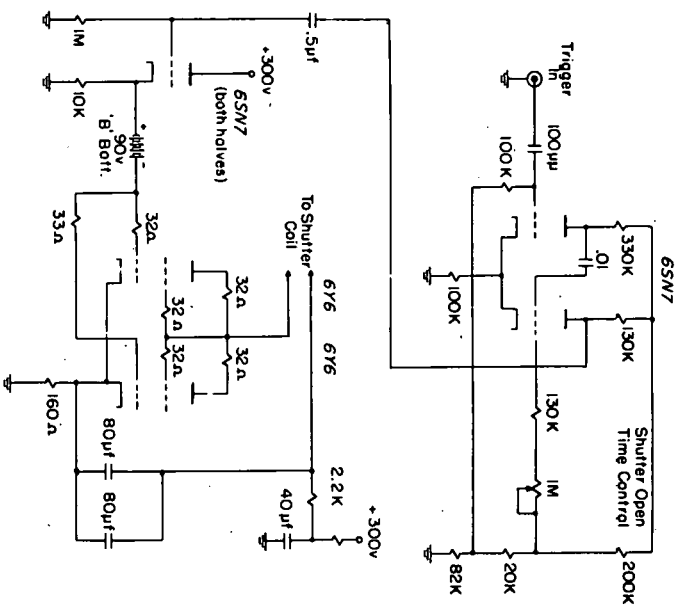 6SN7
Shutter Open
Time Control
330K
130K
200K
.01
Trigger
In
100μμ
130K
1M
100K
20K
100K
82K
+300v
6Y6
6Y6
2.2K
.5μf
To Shutter
Coil
40μf
+300v
6SN7
(both halves)
32Ω
32Ω
32Ω
32Ω
32Ω
33Ω
1M
10K
+
-
90v
'B' Batt.
80μf
80μf
160Ω